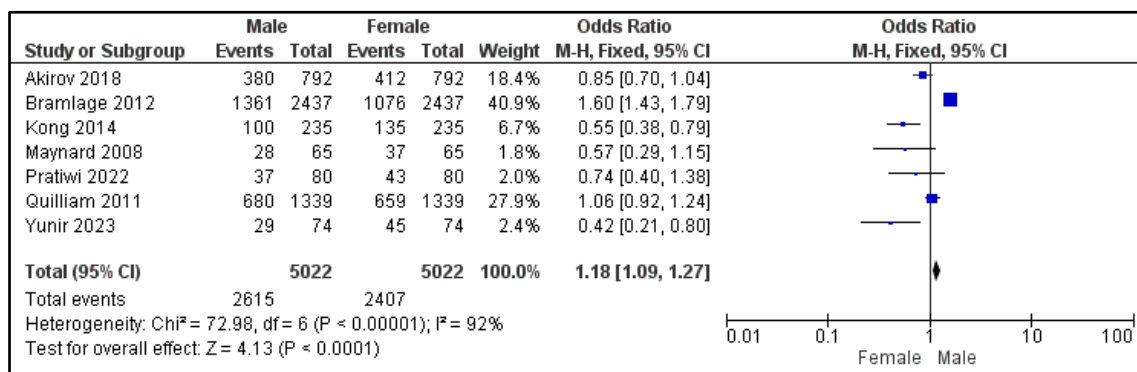 Male Female Odds Ratio Odds Ratio
Study or Subgroup Events Total Events Total Weight M-H, Fixed, 95% CI M-H, Fixed, 95% CI
Akirov 2018 380 792 412 792 18.4% 0.85 [0.70, 1.04]
Bramlage 2012 1361 2437 1076 2437 40.9% 1.60 [1.43, 1.79]
Kong 2014 100 235 135 235 6.7% 0.55 [0.38, 0.79]
Maynard 2008 28 65 37 65 1.8% 0.57 [0.29, 1.15]
Pratiwi 2022 37 80 43 80 2.0% 0.74 [0.40, 1.38]
Quilliam 2011 680 1339 659 1339 27.9% 1.06 [0.92, 1.24]
Yunir 2023 29 74 45 74 2.4% 0.42 [0.21, 0.80]
Total (95% CI) 5022 5022 100.0% 1.18 [1.09, 1.27]
Total events 2615 2407
Heterogeneity: Chi² = 72.98, df = 6 (P < 0.00001); I² = 92%
Test for overall effect: Z = 4.13 (P < 0.0001)
0.01 0.1 1 10 100
Female Male